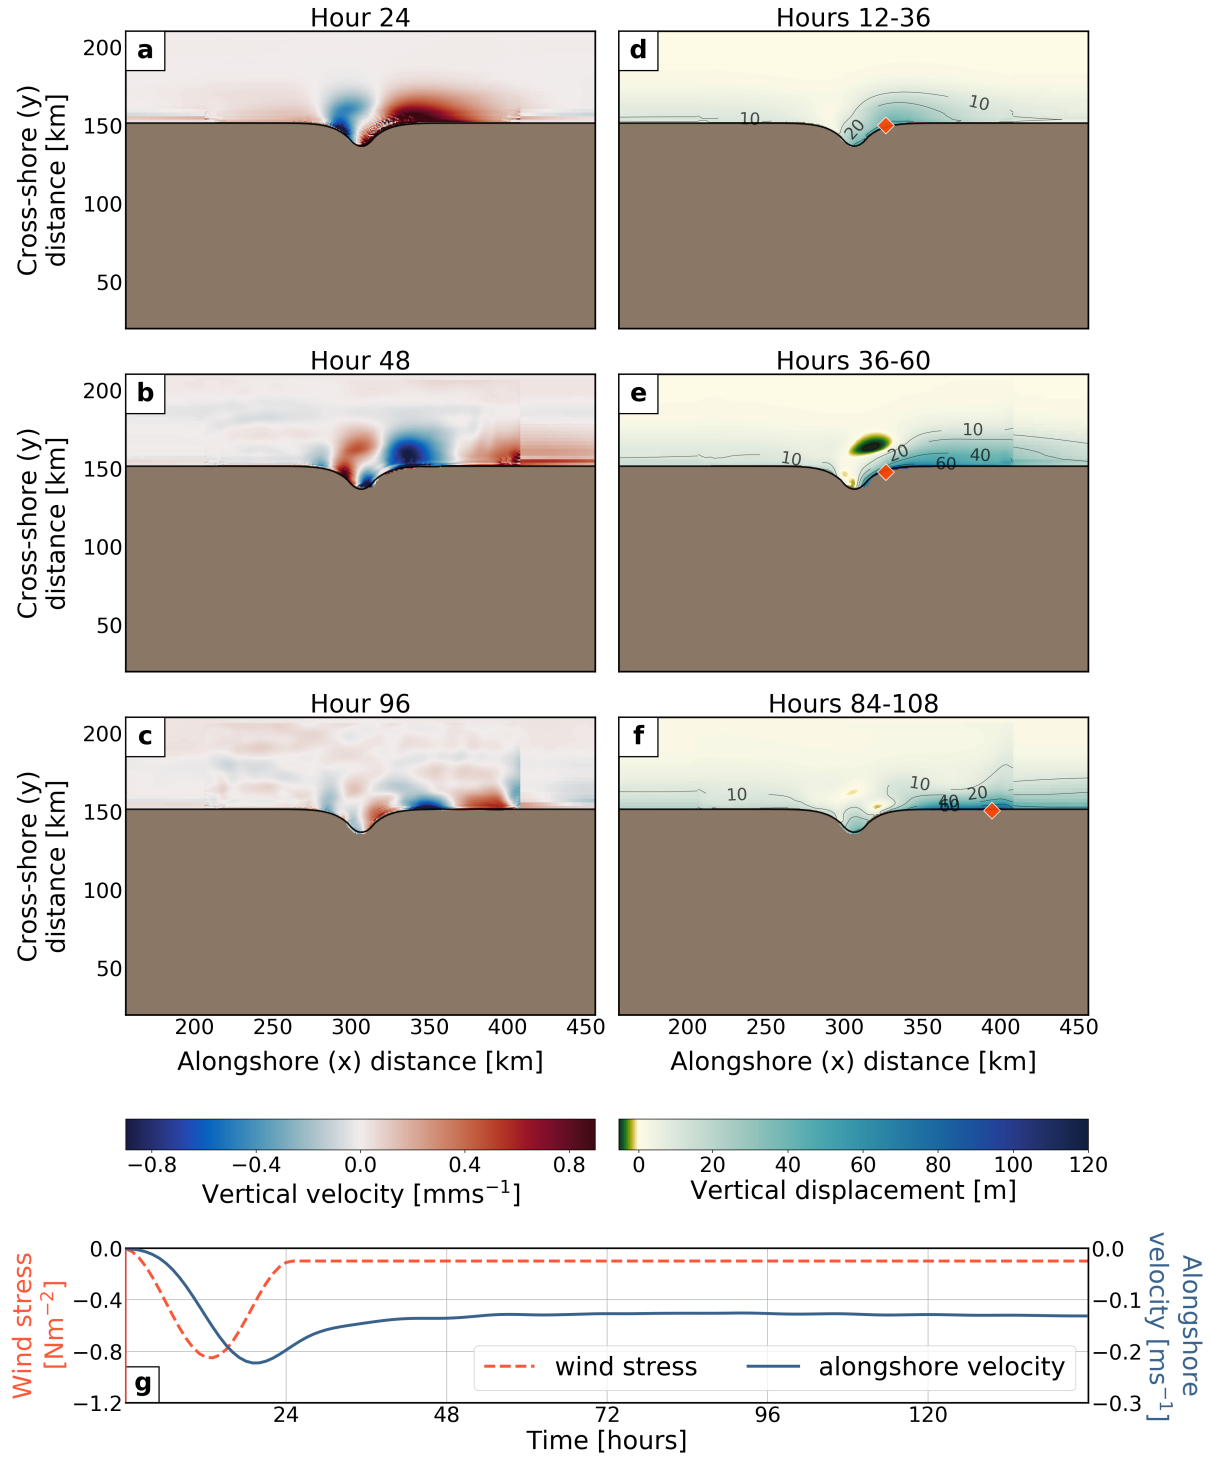 Hour 24
Hours 12-36
a
d
200
150
100
50
Cross-shore (y)
distance [km]
10
20
10
Hour 48
Hours 36-60
b
e
200
150
100
50
Cross-shore (y)
distance [km]
10
20
10
40
60
Hour 96
Hours 84-108
c
f
200
150
100
50
Cross-shore (y)
distance [km]
10
10
20
40
60
200 250 300 350 400 450
200 250 300 350 400 450
Alongshore (x) distance [km]
Alongshore (x) distance [km]
−0.8 −0.4 0.0 0.4 0.8
0 20 40 60 80 100 120
Vertical velocity [mms⁻¹]
Vertical displacement [m]
Wind stress
[Nm⁻²]
0.0
−0.4
−0.8
−1.2
g
wind stress
alongshore velocity
0.0
−0.1
−0.2
−0.3
Alongshore
velocity [ms⁻¹]
24 48 72 96 120
Time [hours]